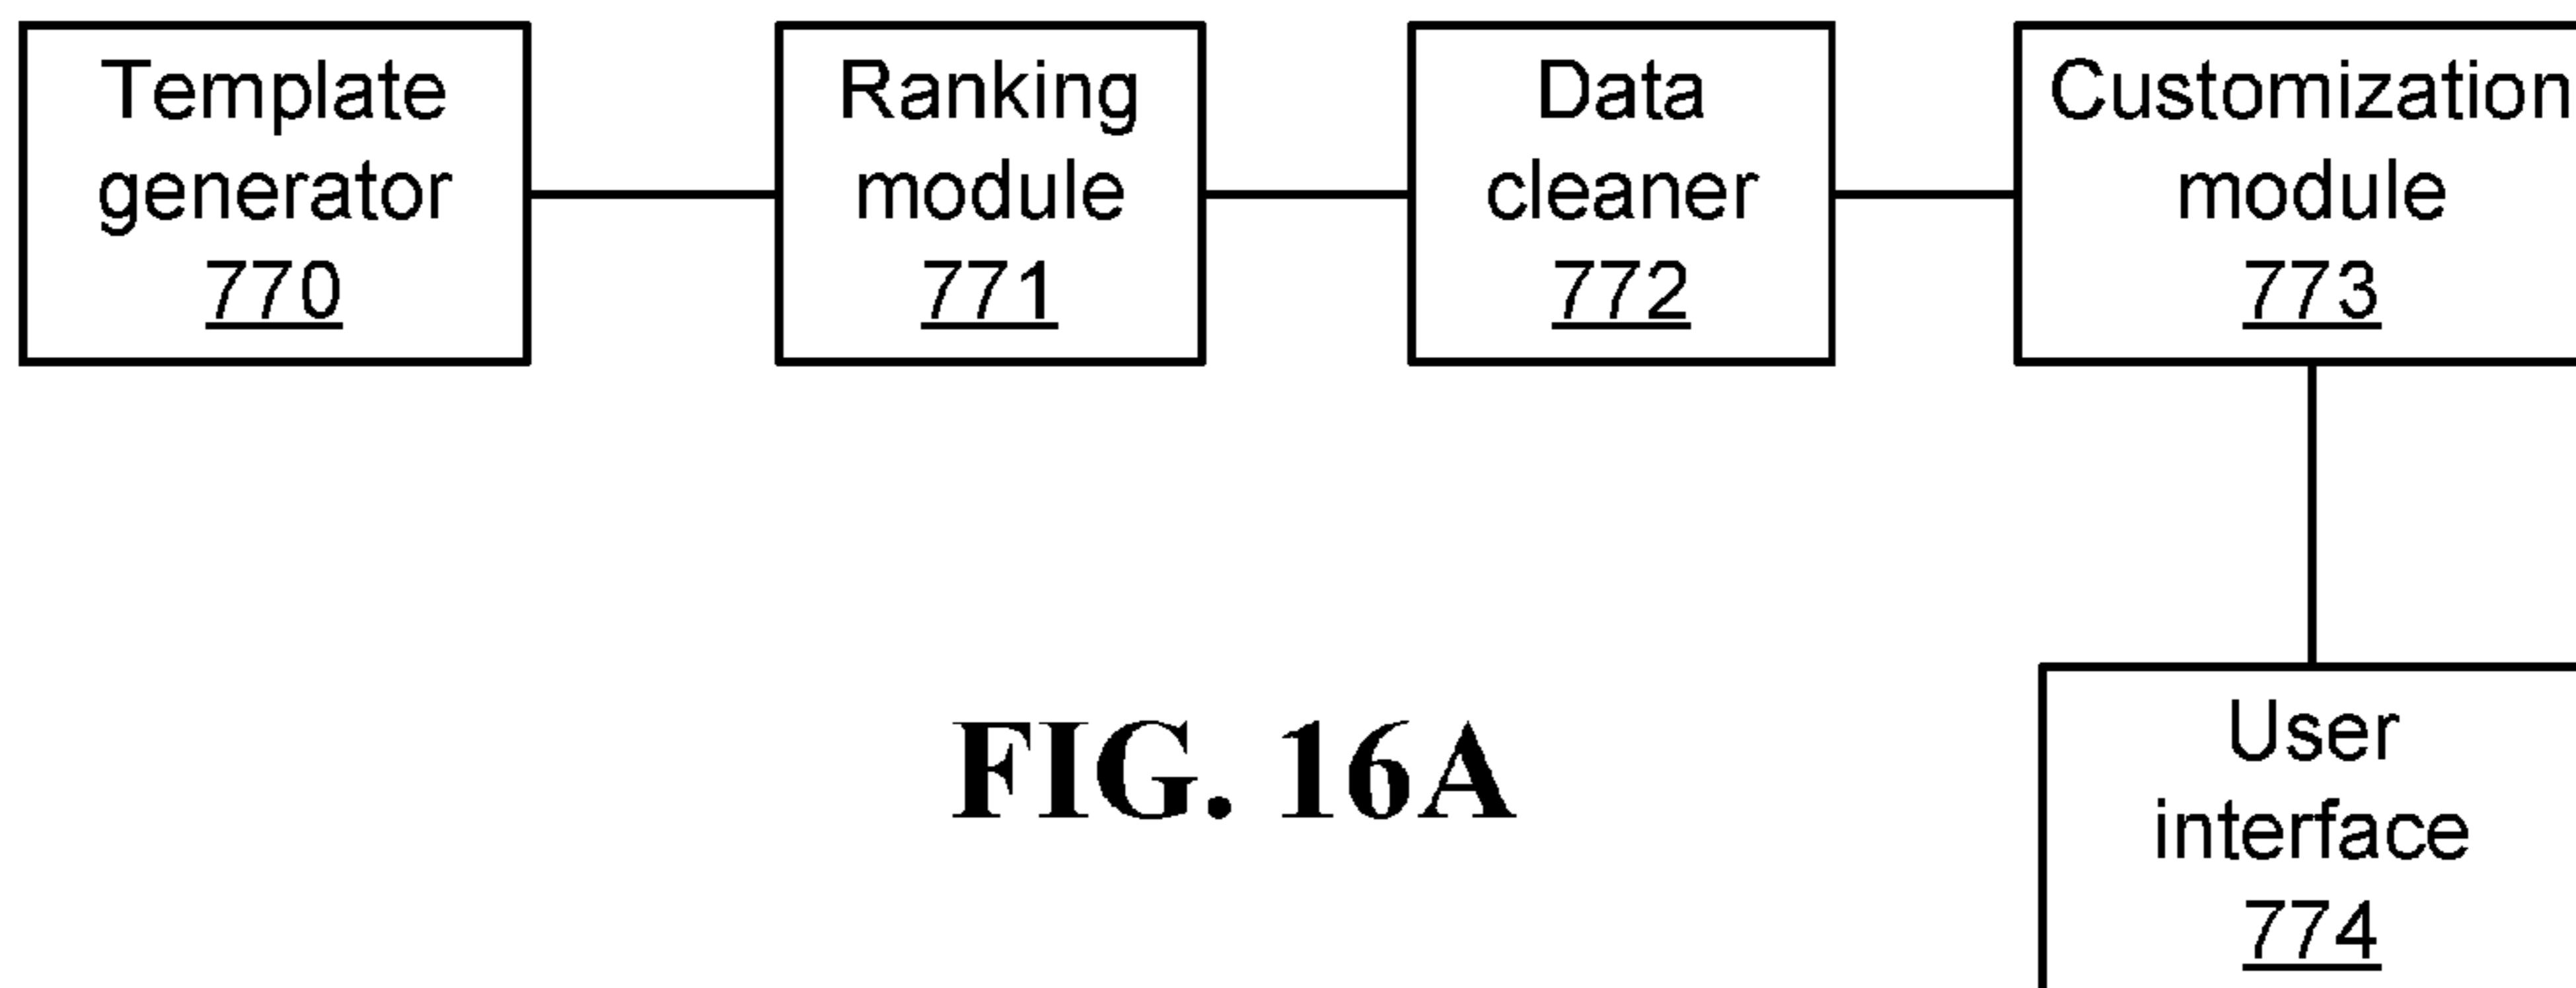 Template
generator
770
Ranking
module
771
Data
cleaner
772
Customization
module
773
User
interface
774
FIG. 16A